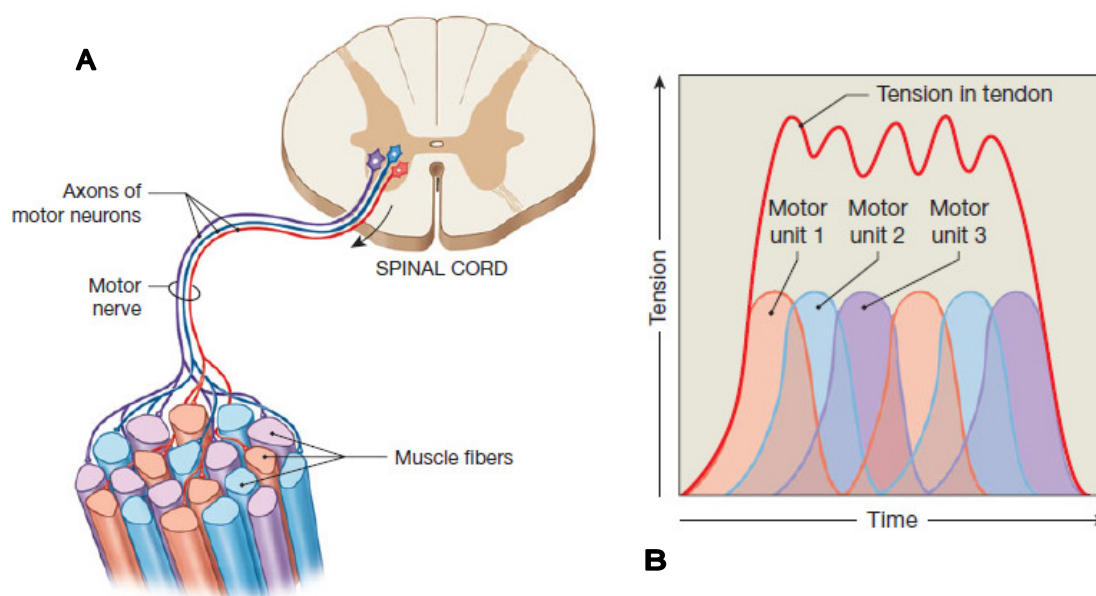 A
Axons of
motor neurons
SPINAL CORD
Motor
nerve
Muscle fibers
Tension in tendon
Motor
unit 1
Motor
unit 2
Motor
unit 3
Tension
Time
B